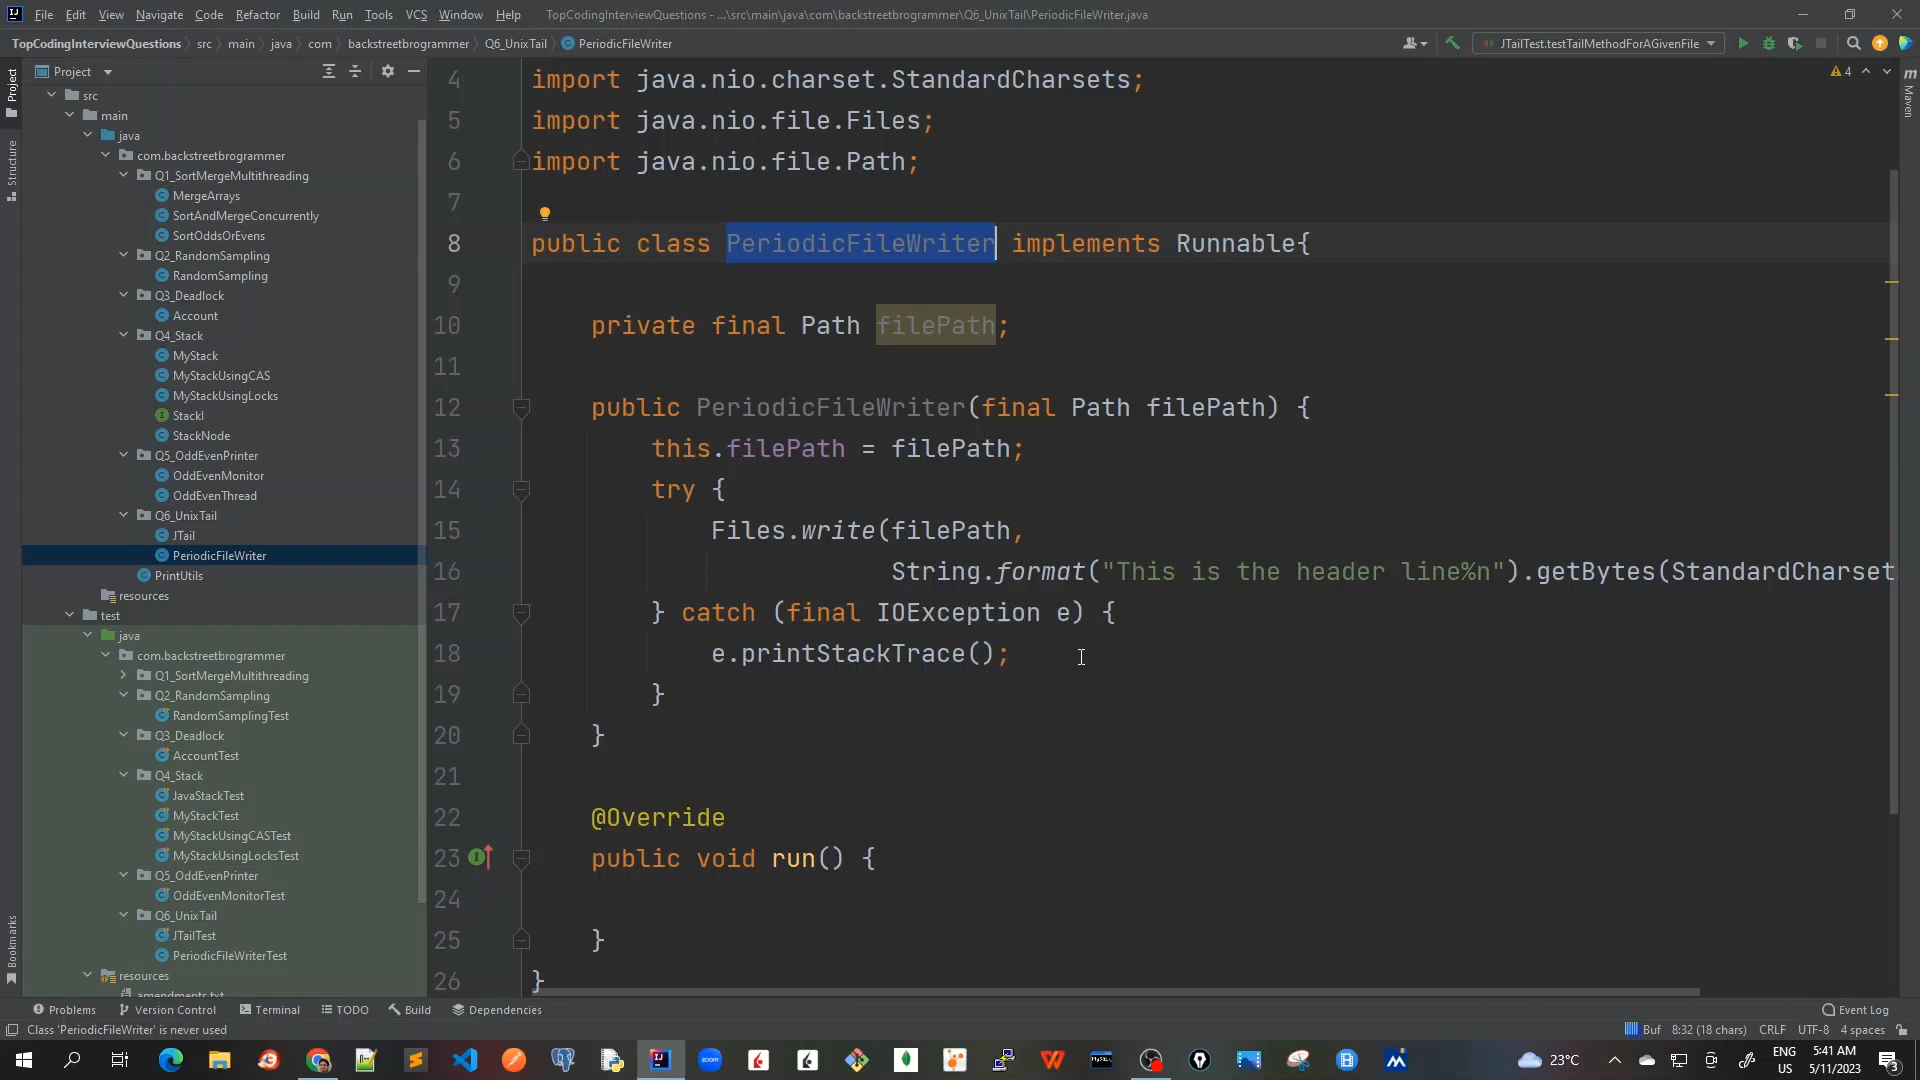 File Edit View Navigate Code Refactor Build Run Tools VCS Window Help TopCodingInterviewQuestions - ...\src\main\java\com\backstreetbrogrammer\Q6_UnixTail\PeriodicFileWriter.java
TopCodingInterviewQuestions src main java com backstreetbrogrammer Q6_UnixTail PeriodicFileWriter JTailTest.testTailMethodForAGivenFile
Project
Project
Structure
Bookmarks
src
main
java
com.backstreetbrogrammer
Q1_SortMergeMultithreading
MergeArrays
SortAndMergeConcurrently
SortOddsOrEvens
Q2_RandomSampling
RandomSampling
Q3_Deadlock
Account
Q4_Stack
MyStack
MyStackUsingCAS
MyStackUsingLocks
StackI
StackNode
Q5_OddEvenPrinter
OddEvenMonitor
OddEvenThread
Q6_UnixTail
JTail
PeriodicFileWriter
PrintUtils
resources
test
java
com.backstreetbrogrammer
Q1_SortMergeMultithreading
Q2_RandomSampling
RandomSamplingTest
Q3_Deadlock
AccountTest
Q4_Stack
JavaStackTest
MyStackTest
MyStackUsingCASTest
MyStackUsingLocksTest
Q5_OddEvenPrinter
OddEvenMonitorTest
Q6_UnixTail
JTailTest
PeriodicFileWriterTest
resources
amendments.txt
4 import java.nio.charset.StandardCharsets;
5 import java.nio.file.Files;
6 import java.nio.file.Path;
7
8 public class PeriodicFileWriter implements Runnable{
9
10 private final Path filePath;
11
12 public PeriodicFileWriter(final Path filePath) {
13 this.filePath = filePath;
14 try {
15 Files.write(filePath,
16 String.format("This is the header line%n").getBytes(StandardCharset
17 } catch (final IOException e) {
18 e.printStackTrace();
19 }
20 }
21
22 @Override
23 public void run() {
24
25 }
26 }
4
Maven
Problems Version Control Terminal TODO Build Dependencies Event Log
Class 'PeriodicFileWriter' is never used Buf 8:32 (18 chars) CRLF UTF-8 4 spaces
23°C ENG US 5:41 AM 5/11/2023 3
zoom